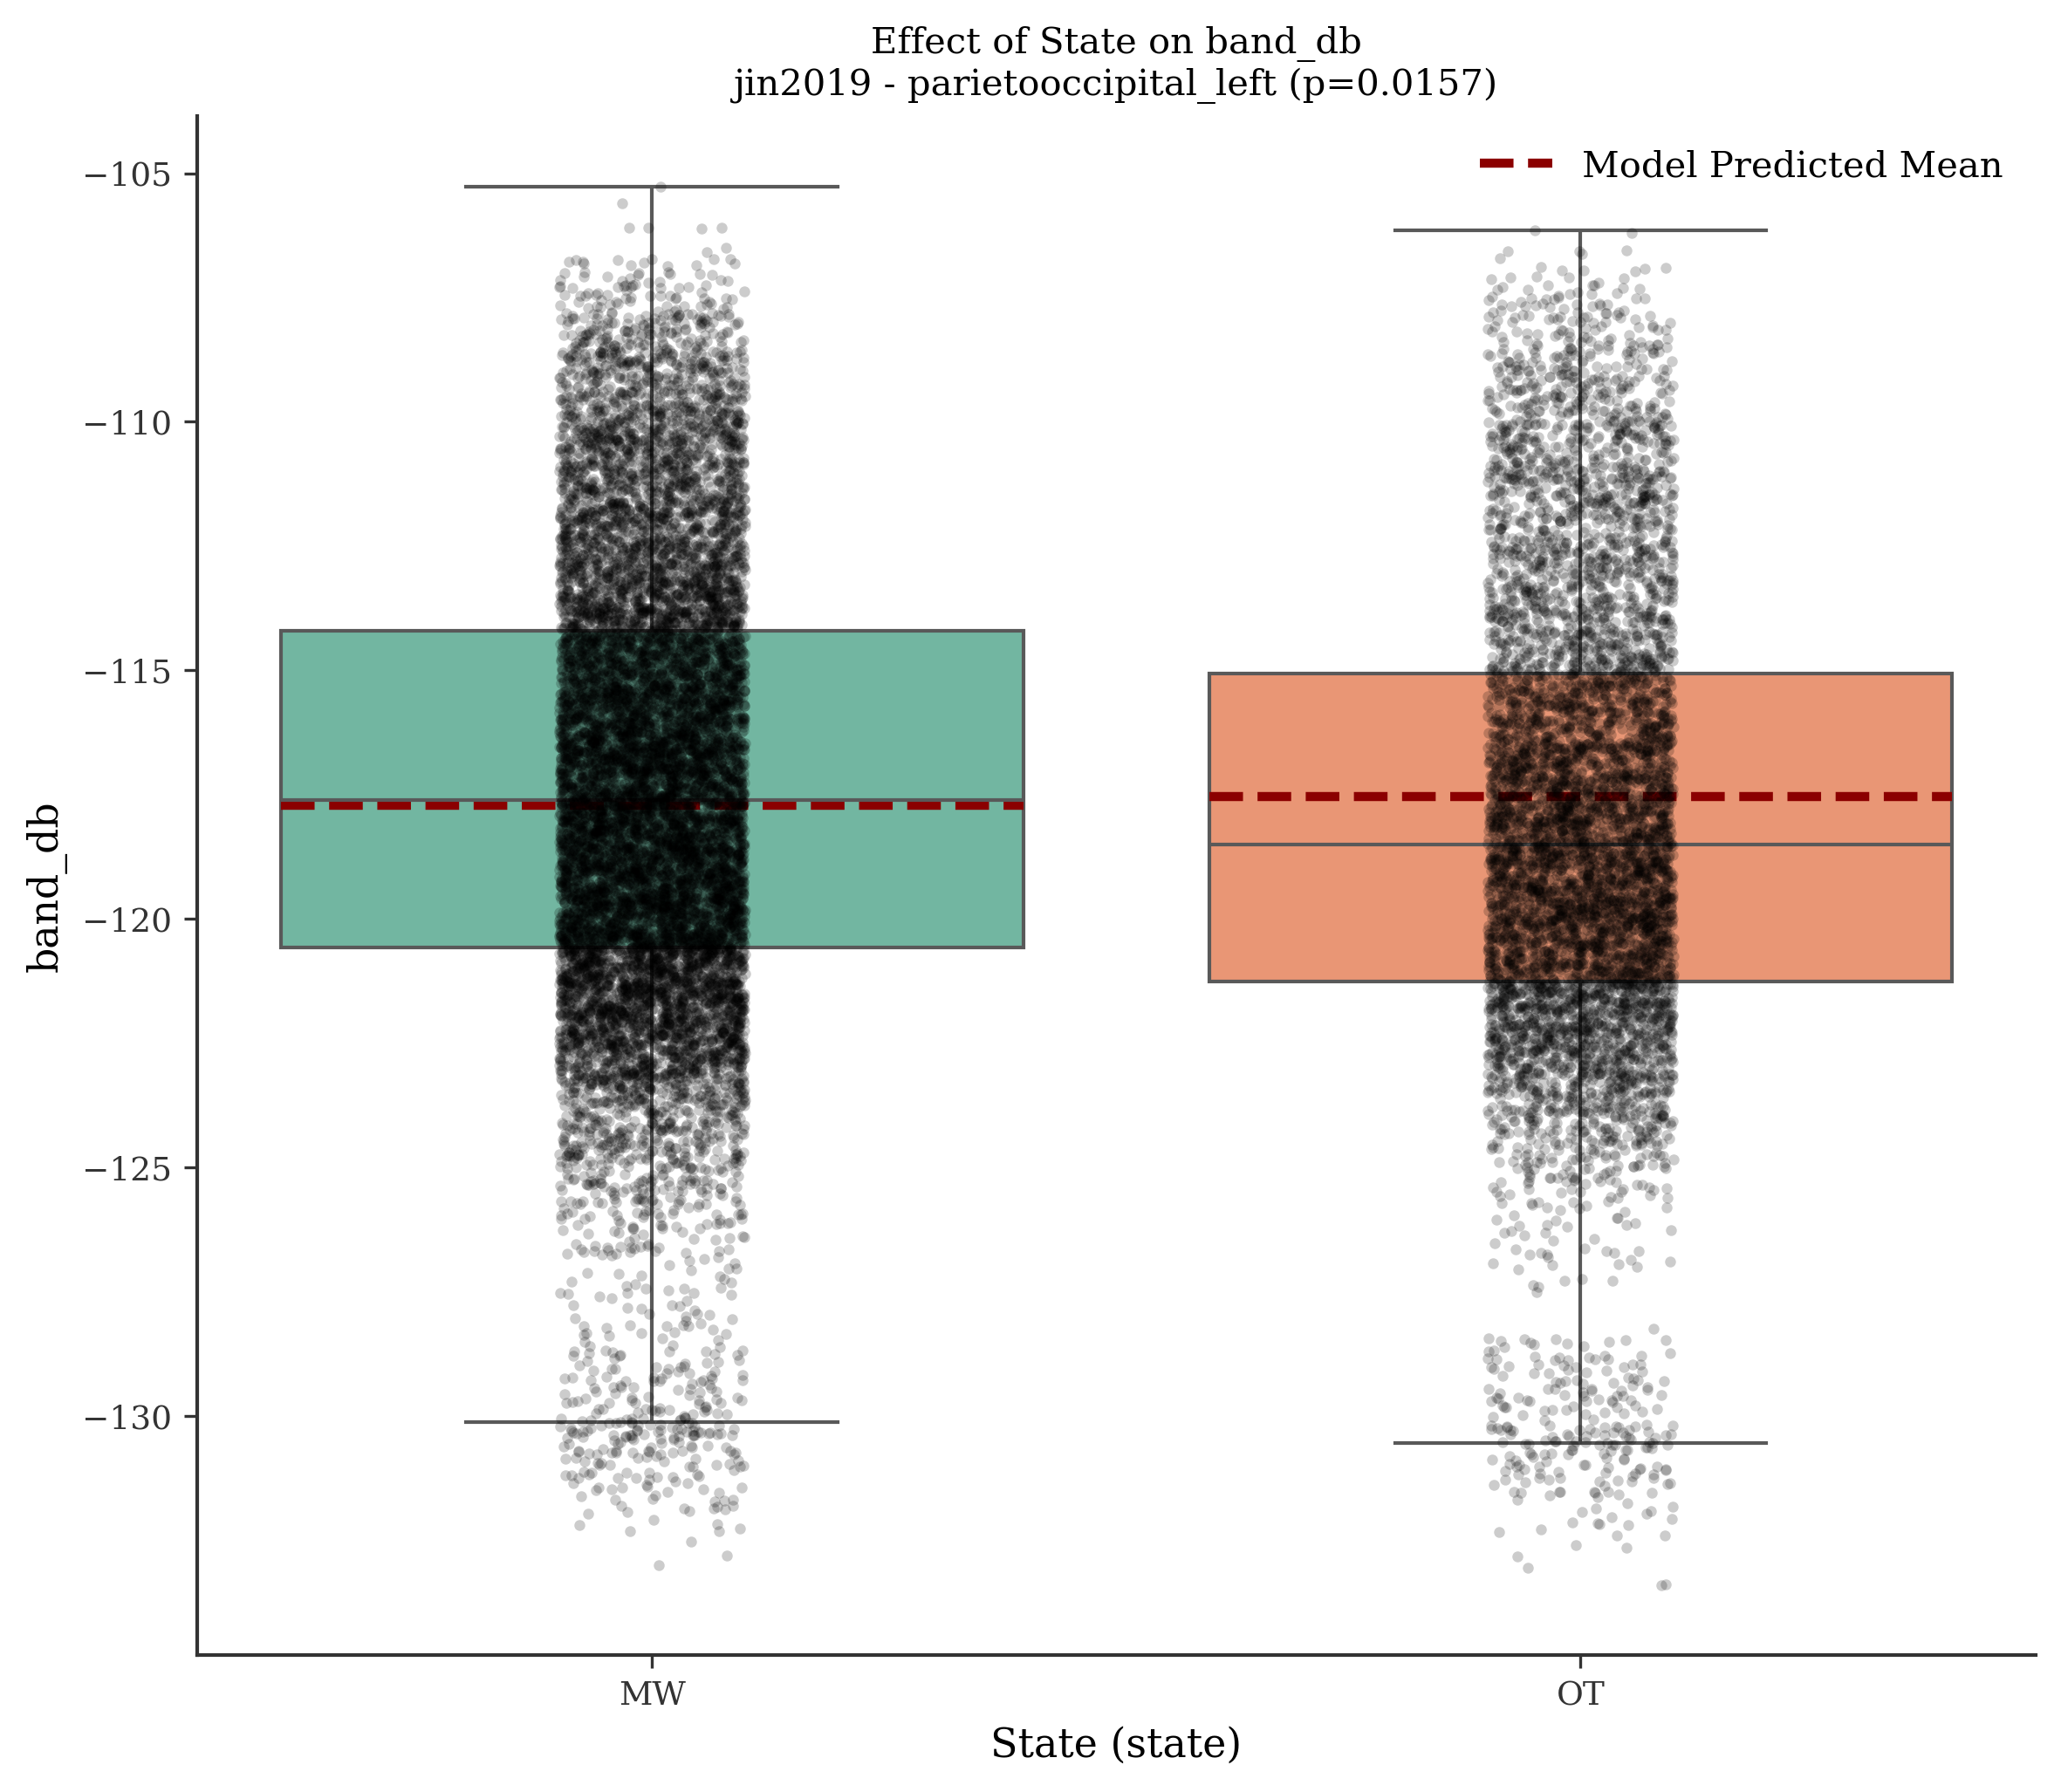 Effect of State on band_db
jin2019 - parietooccipital_left (p=0.0157)
Model Predicted Mean
−105
−110
−115
−120
−125
−130
band_db
MW
OT
State (state)